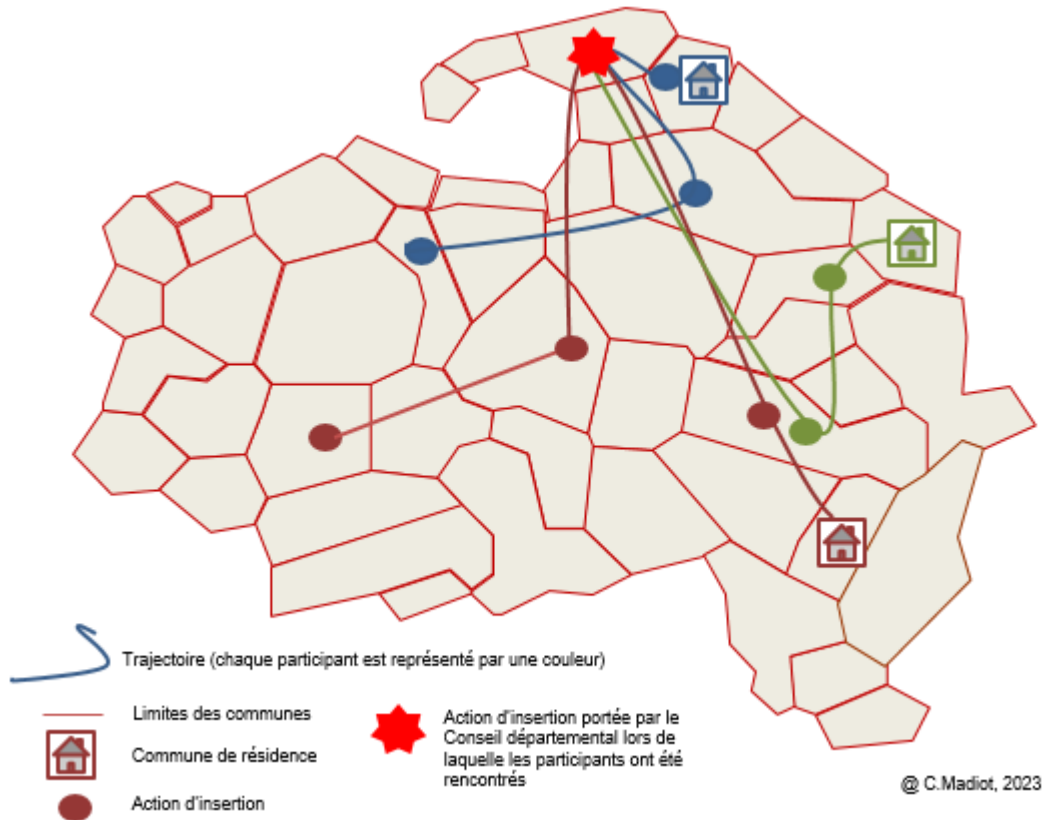 Trajectoire (chaque participant est représenté par une couleur)
Limites des communes
Commune de résidence
Action d'insertion
Action d'insertion portée par le
Conseil départemental lors de
laquelle les participants ont été
rencontrés
@ C.Madiot, 2023